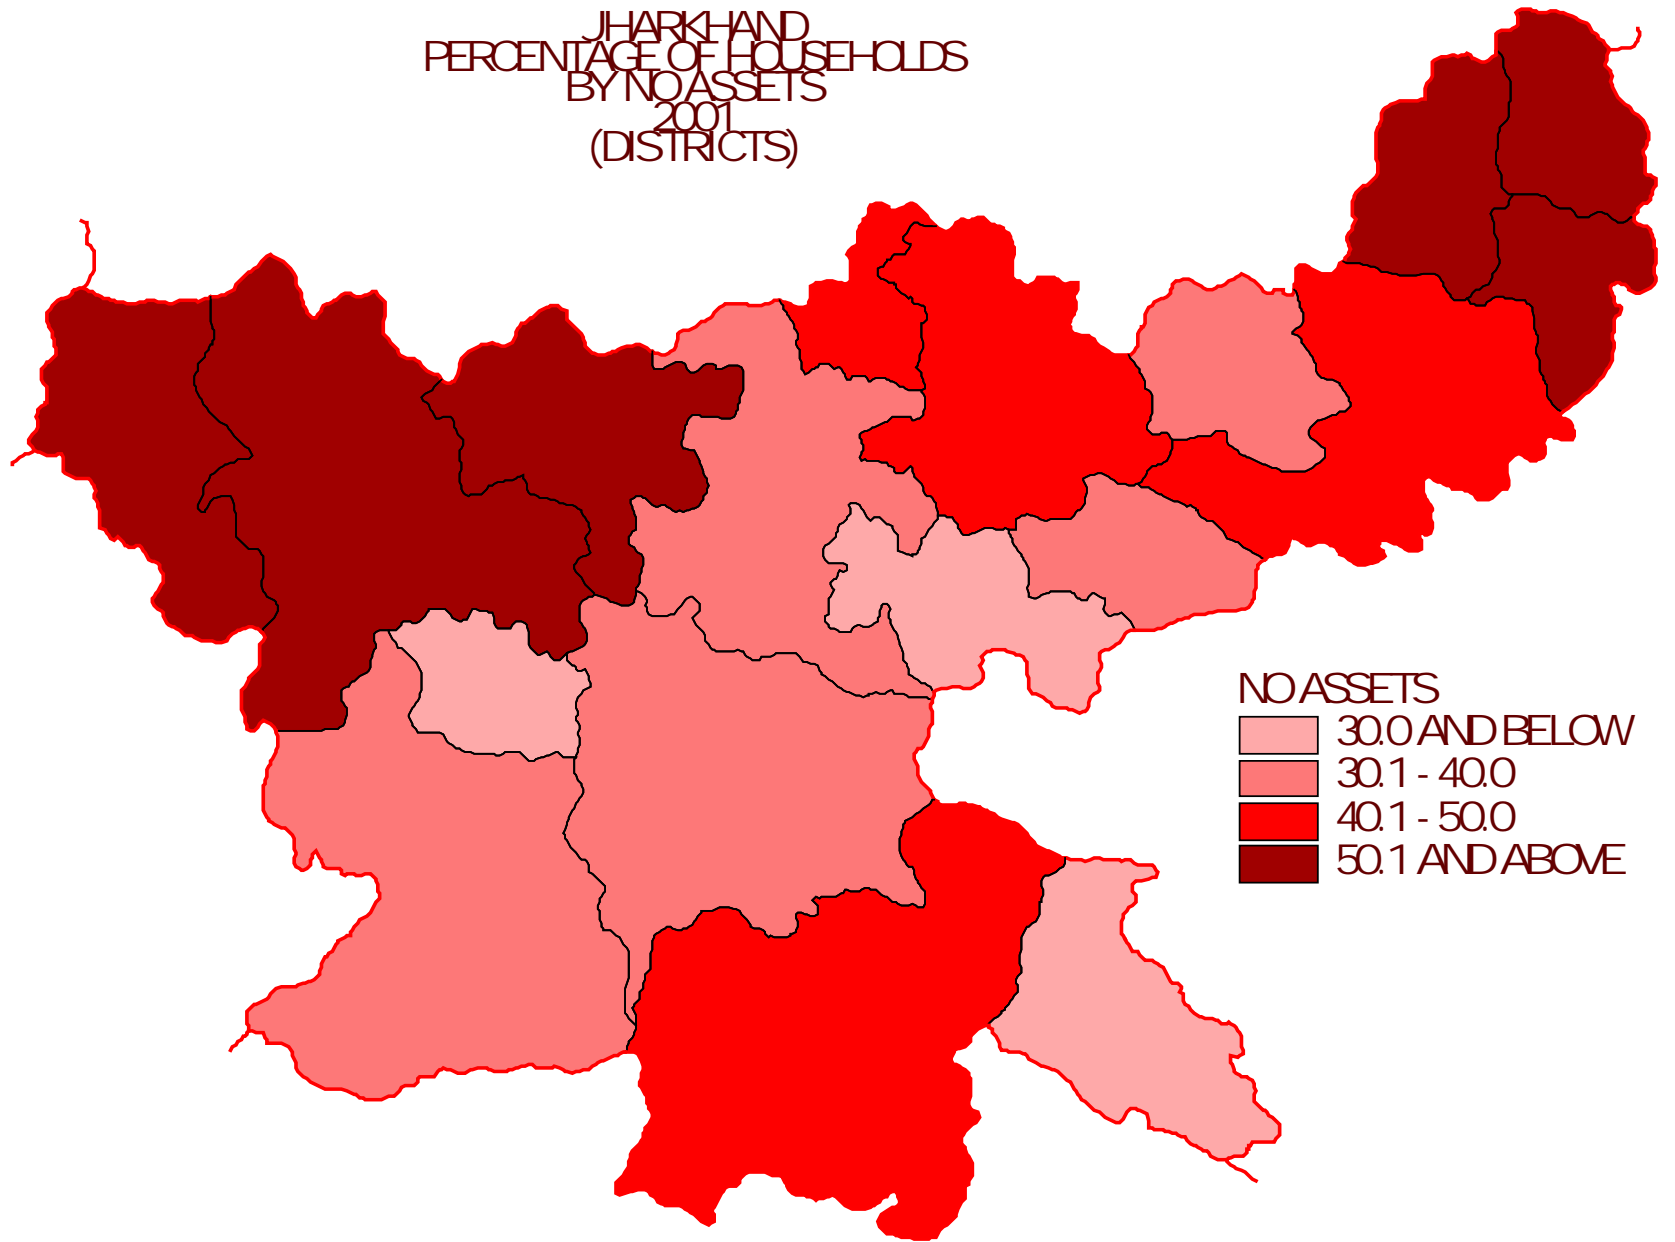 JHARKHAND
PERCENTAGE OF HOUSEHOLDS
BY NO ASSETS
2001
(DISTRICTS)
NO ASSETS
30.0 AND BELOW
30.1 - 40.0
40.1 - 50.0
50.1 AND ABOVE